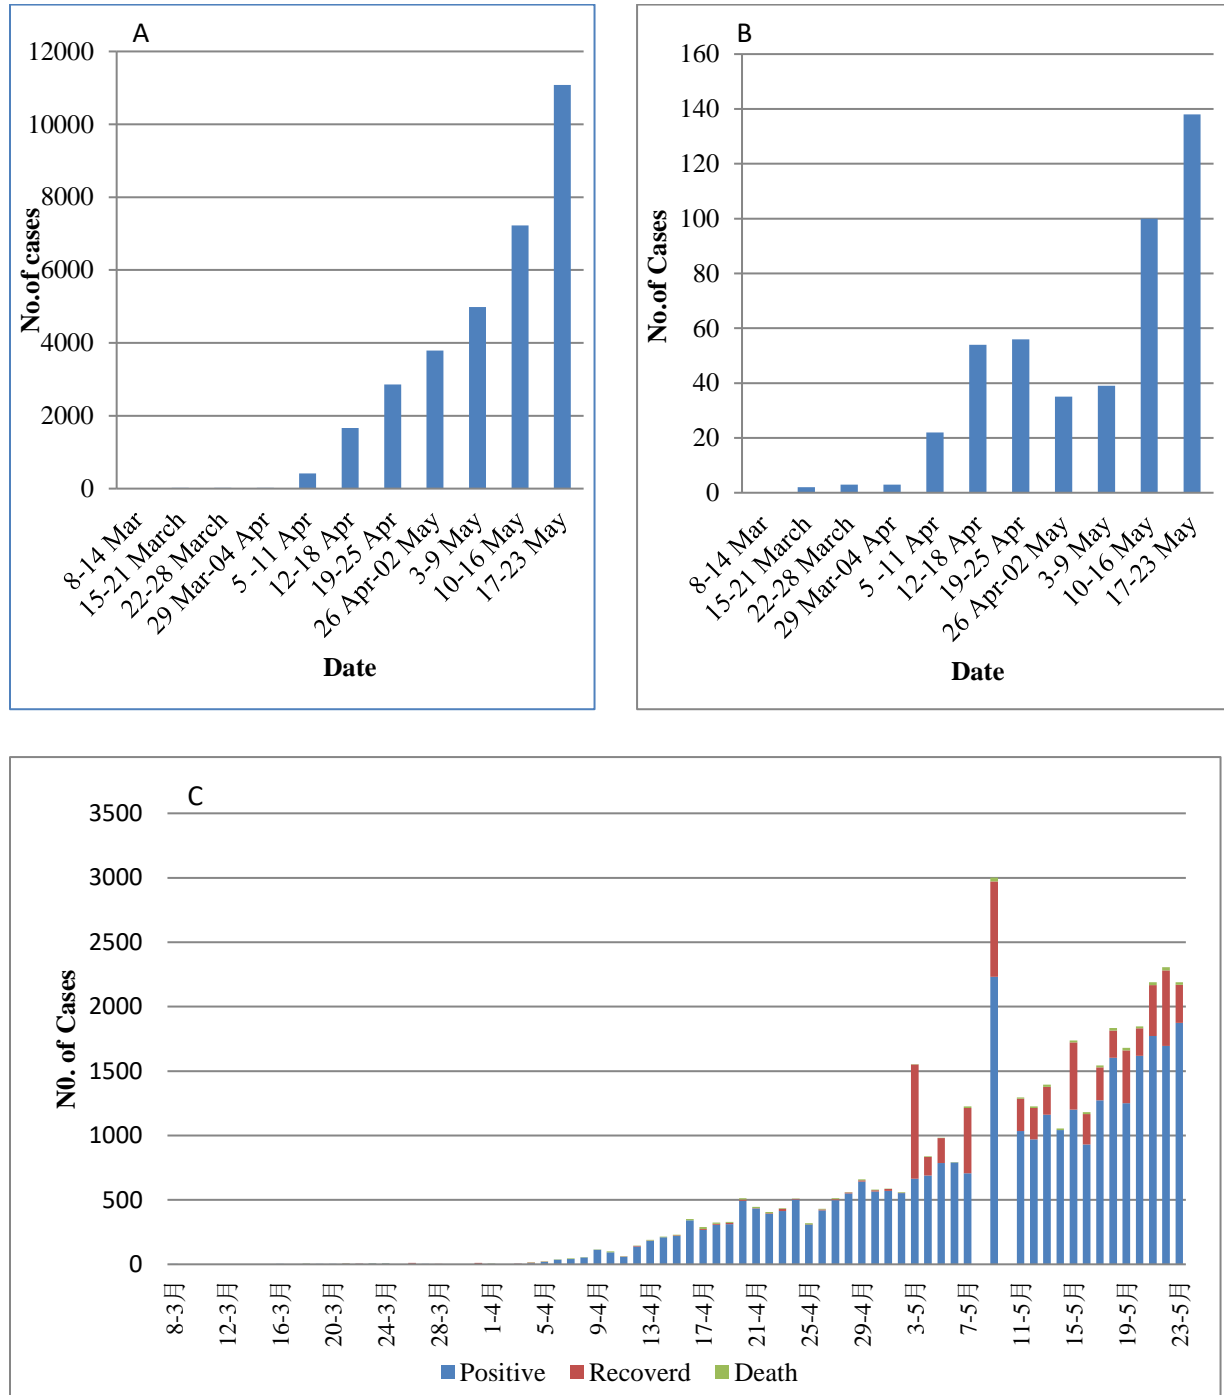 A
12000
10000
8000
6000
4000
2000
0
No.of cases
8-14 Mar
15-21 March
22-28 March
29 Mar-04 Apr
5 -11 Apr
12-18 Apr
19-25 Apr
26 Apr-02 May
3-9 May
10-16 May
17-23 May
Date
B
160
140
120
100
80
60
40
20
0
No.of Cases
8-14 Mar
15-21 March
22-28 March
29 Mar-04 Apr
5 -11 Apr
12-18 Apr
19-25 Apr
26 Apr-02 May
3-9 May
10-16 May
17-23 May
Date
C
3500
3000
2500
2000
1500
1000
500
0
N0. of Cases
8-3月
12-3月
16-3月
20-3月
24-3月
28-3月
1-4月
5-4月
9-4月
13-4月
17-4月
21-4月
25-4月
29-4月
3-5月
7-5月
11-5月
15-5月
19-5月
23-5月
Positive Recoverd Death